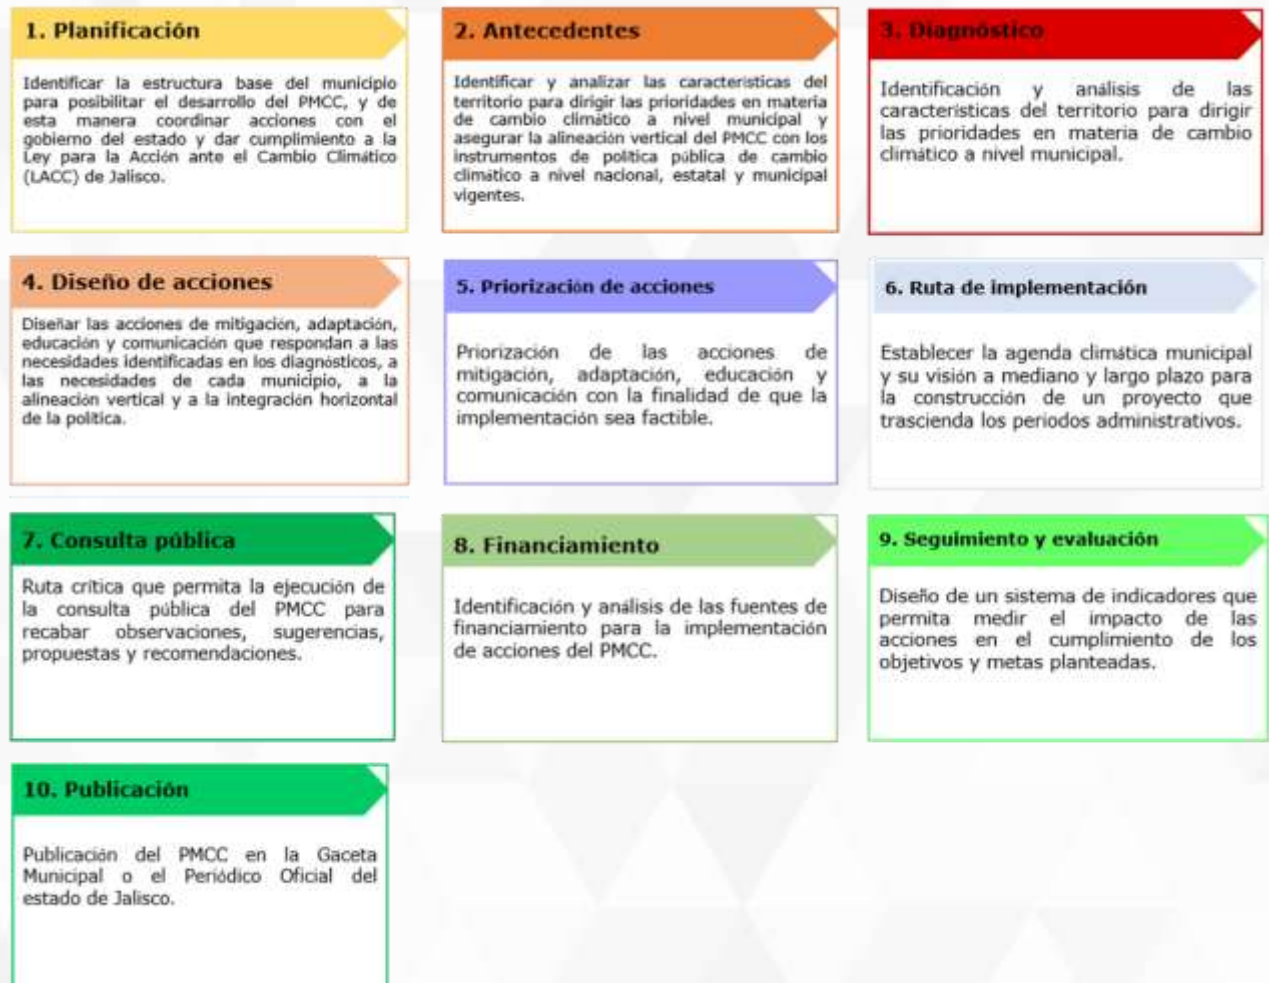 1. Planificación
Identificar la estructura base del municipio
para posibilitar el desarrollo del PMCC, y de
esta manera coordinar acciones con el
gobierno del estado y dar cumplimiento a la
Ley para la Acción ante el Cambio Climático
(LACC) de Jalisco.
2. Antecedentes
Identificar y analizar las características del
territorio para dirigir las prioridades en materia
de cambio climático a nivel municipal y
asegurar la alineación vertical del PMCC con los
instrumentos de política pública de cambio
climático a nivel nacional, estatal y municipal
vigentes.
3. Diagnóstico
Identificación y análisis de las
características del territorio para dirigir
las prioridades en materia de cambio
climático a nivel municipal.
4. Diseño de acciones
Diseñar las acciones de mitigación, adaptación,
educación y comunicación que respondan a las
necesidades identificadas en los diagnósticos, a
las necesidades de cada municipio, a la
alineación vertical y a la integración horizontal
de la política.
5. Priorización de acciones
Priorización de las acciones de
mitigación, adaptación, educación y
comunicación con la finalidad de que la
implementación sea factible.
6. Ruta de implementación
Establecer la agenda climática municipal
y su visión a mediano y largo plazo para
la construcción de un proyecto que
trascienda los periodos administrativos.
7. Consulta pública
Ruta crítica que permita la ejecución de
la consulta pública del PMCC para
recabar observaciones, sugerencias,
propuestas y recomendaciones.
8. Financiamiento
Identificación y análisis de las fuentes de
financiamiento para la implementación
de acciones del PMCC.
9. Seguimiento y evaluación
Diseño de un sistema de indicadores que
permita medir el impacto de las
acciones en el cumplimiento de los
objetivos y metas planteadas.
10. Publicación
Publicación del PMCC en la Gaceta
Municipal o el Periódico Oficial del
estado de Jalisco.